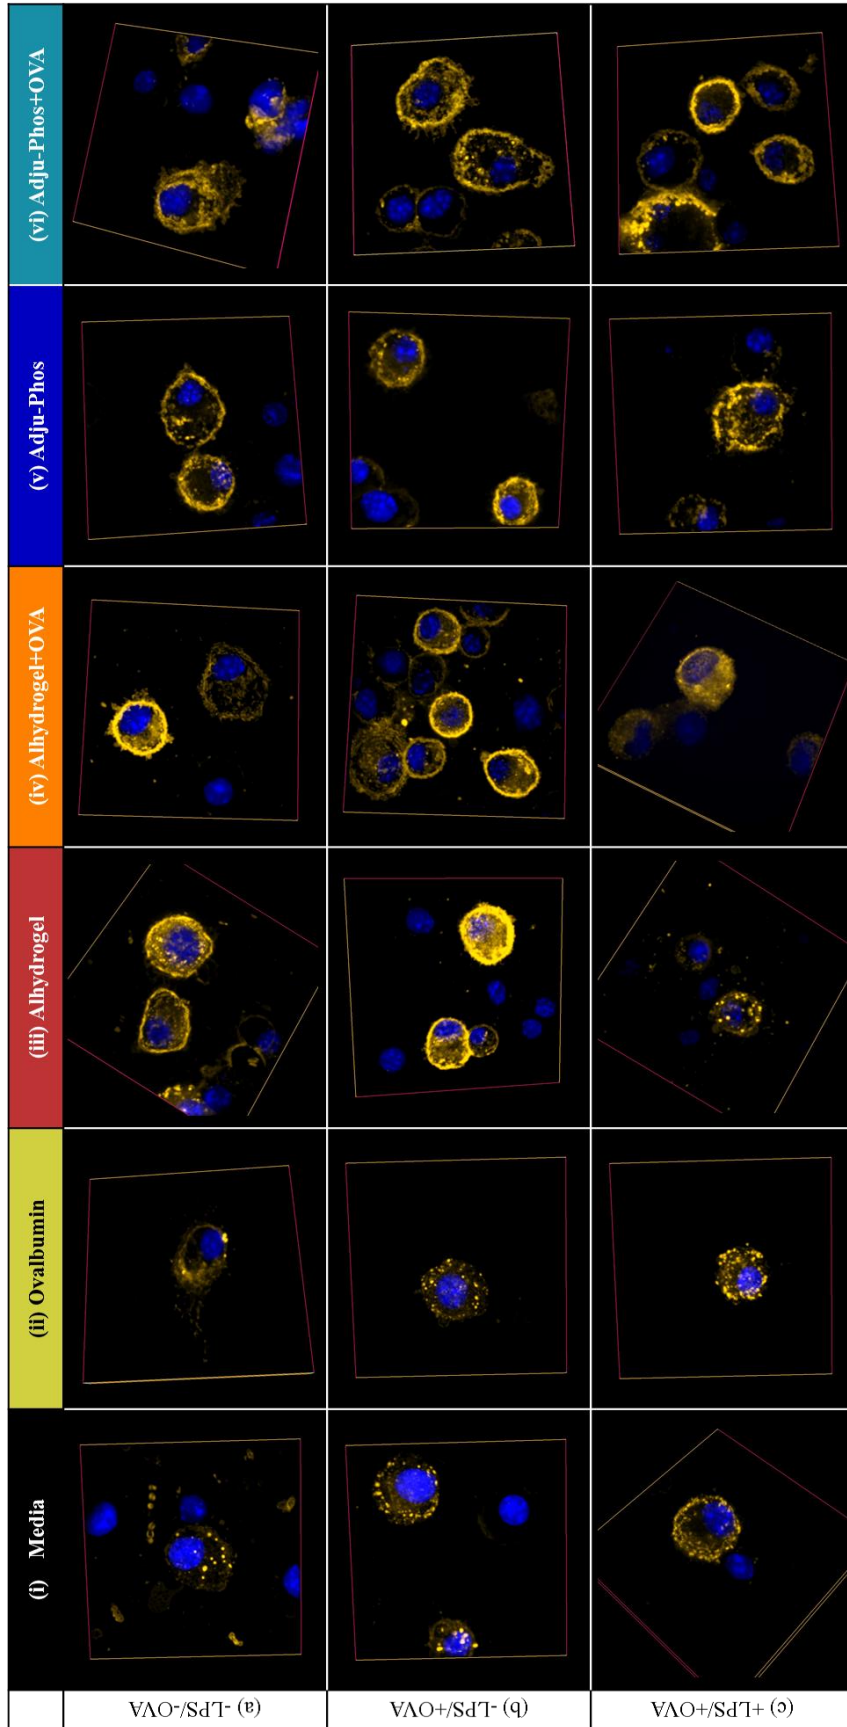 (i) Media
(ii) Ovalbumin
(iii) Alhydrogel
(iv) Alhydrogel+OVA
(v) Adju-Phos
(vi) Adju-Phos+OVA
(a) -LPS/-OVA
(b) -LPS/+OVA
(c) +LPS/+OVA